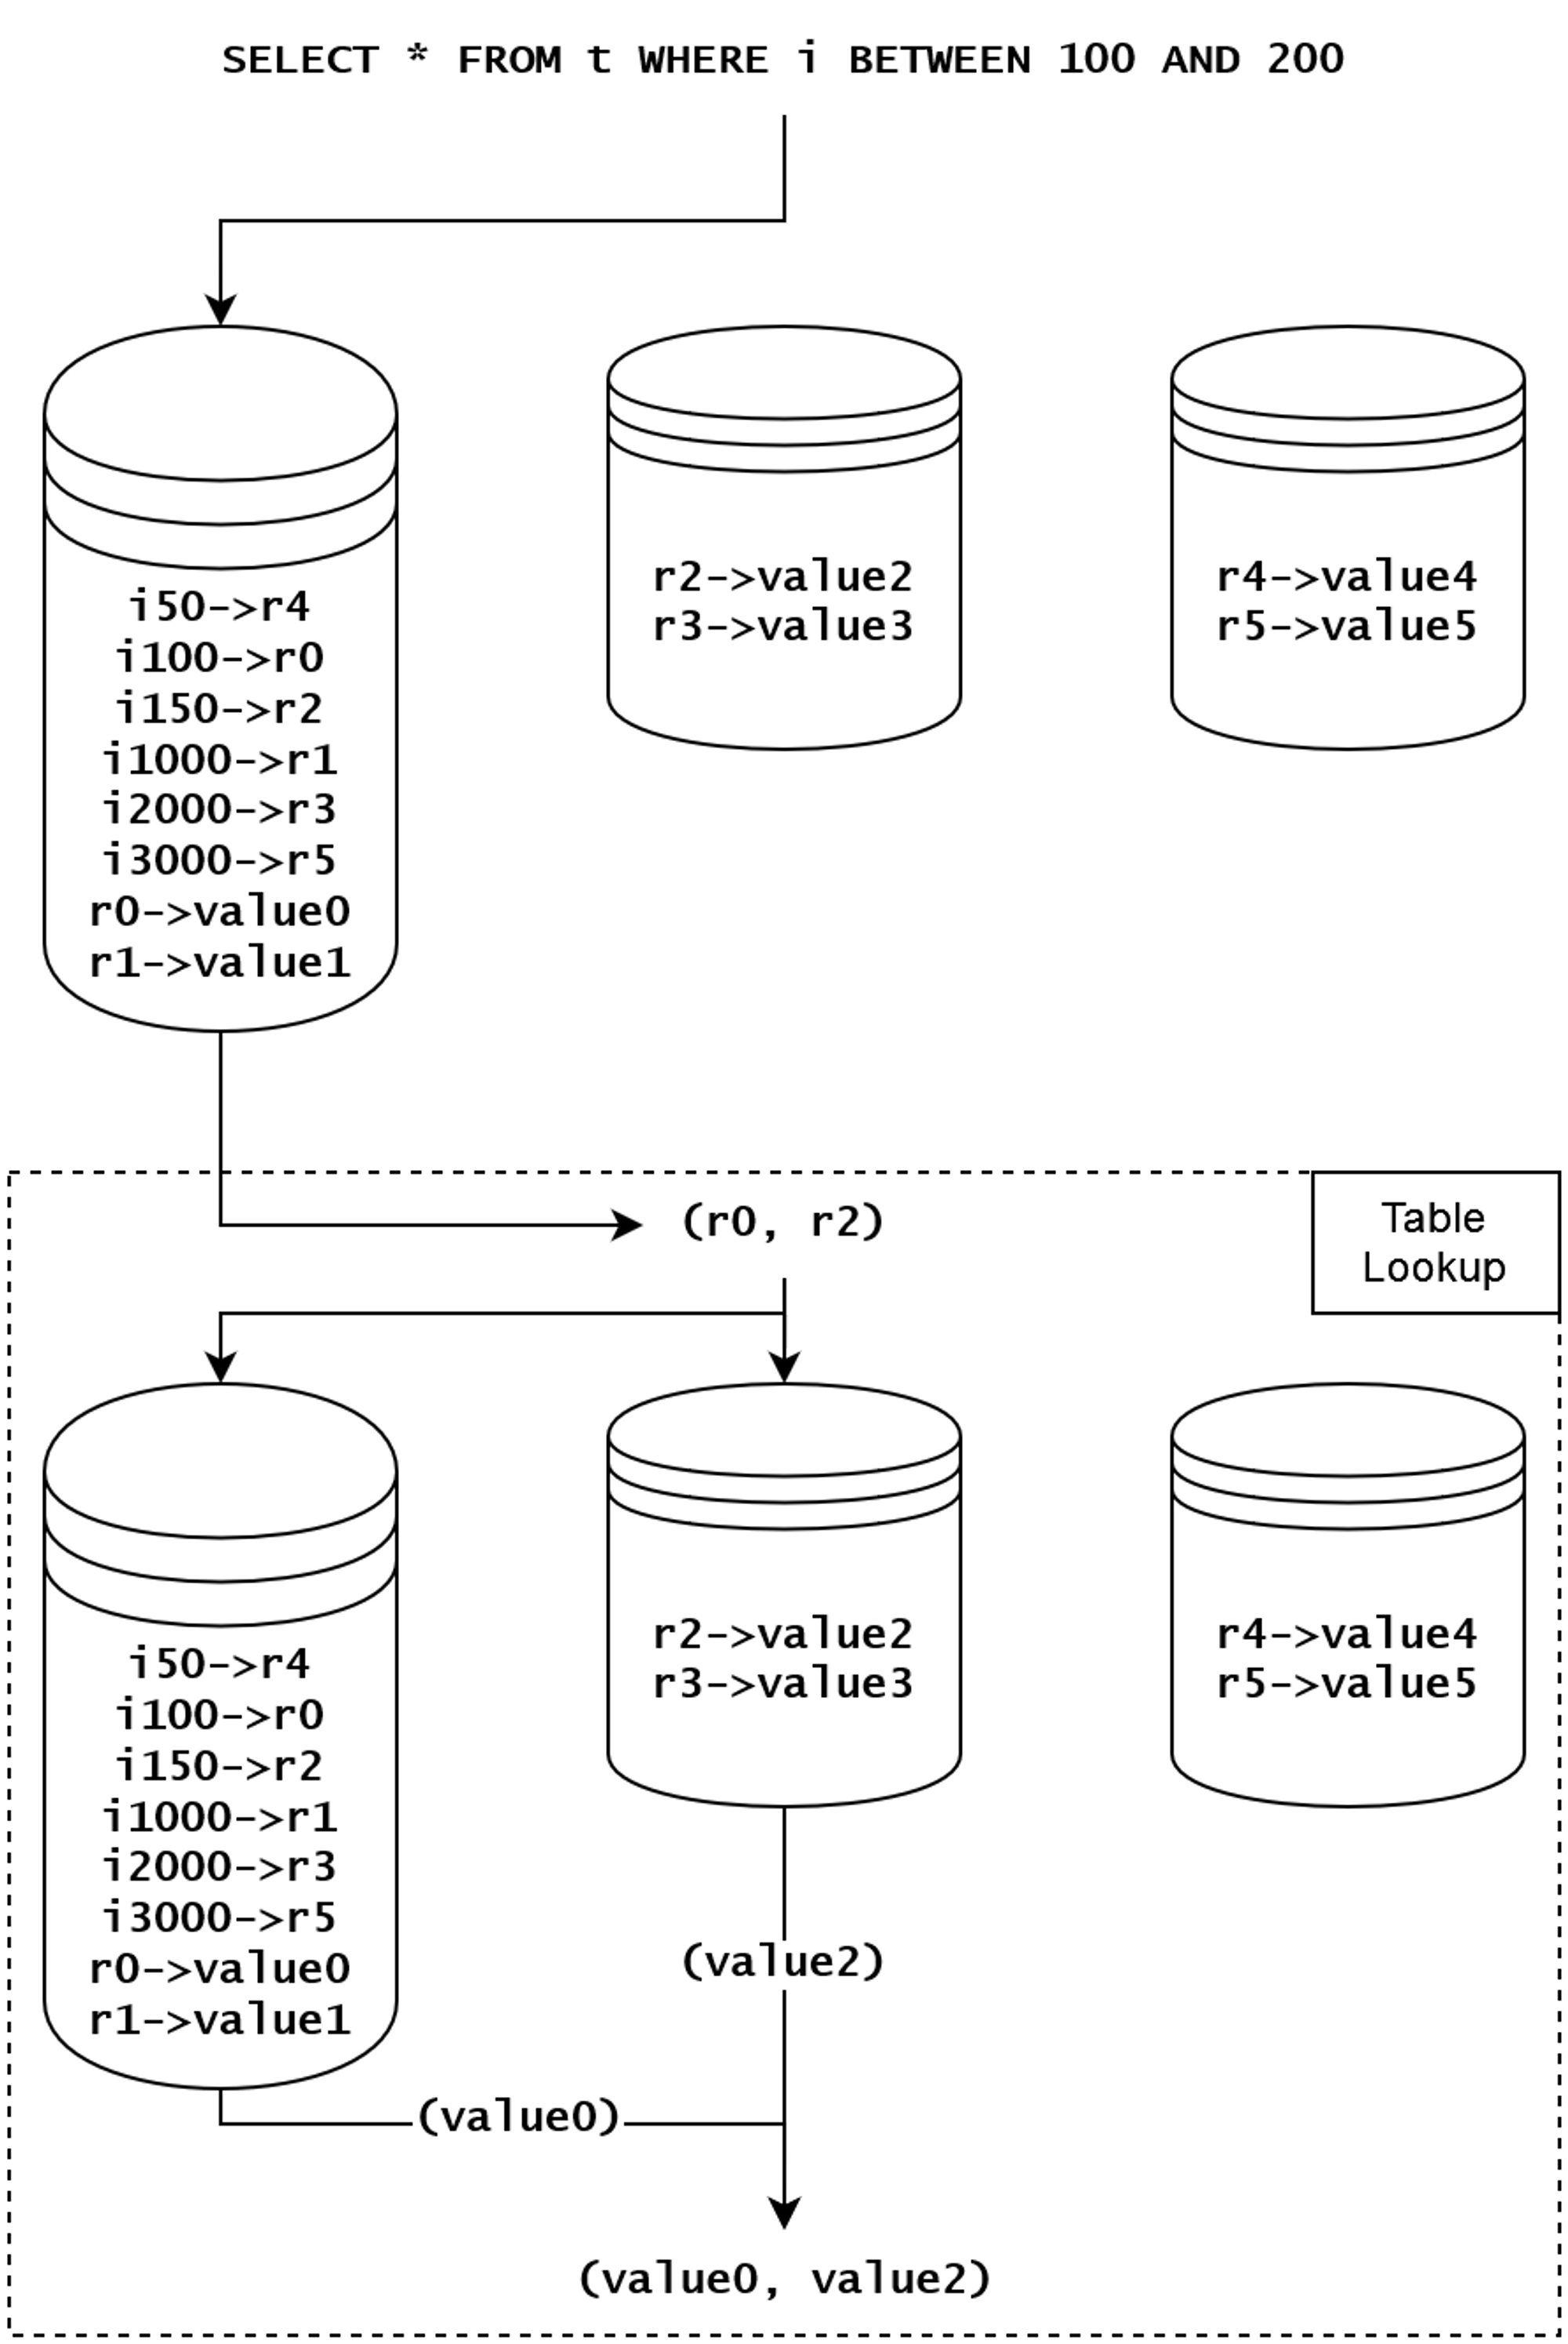 SELECT * FROM t WHERE i BETWEEN 100 AND 200
i50->r4
i100->r0
i150->r2
i1000->r1
i2000->r3
i3000->r5
r0->value0
r1->value1
r2->value2
r3->value3
r4->value4
r5->value5
Table
Lookup
(r0, r2)
i50->r4
i100->r0
i150->r2
i1000->r1
i2000->r3
i3000->r5
r0->value0
r1->value1
r2->value2
r3->value3
r4->value4
r5->value5
(value2)
(value0)
(value0, value2)